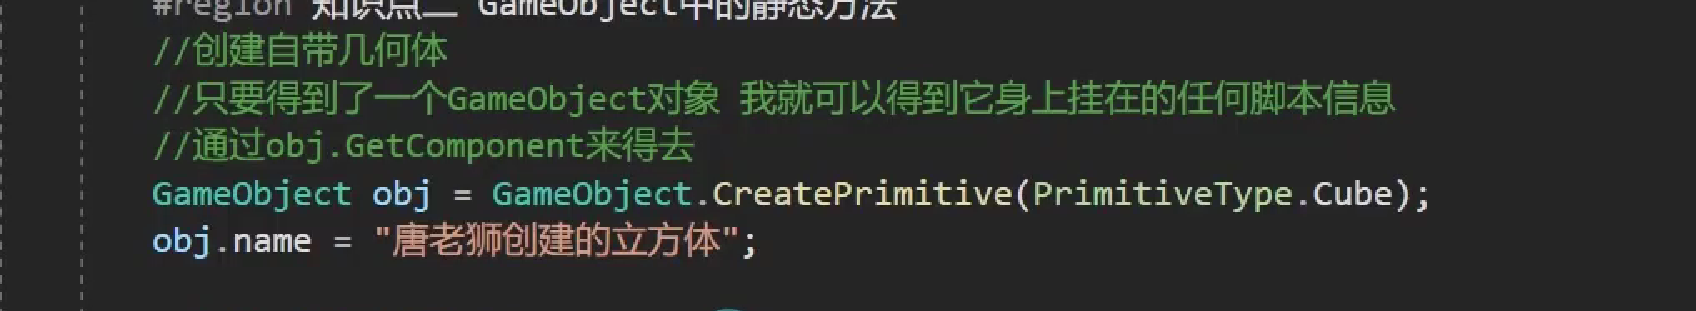 #region 知识点二 GameObject中的静态方法
//创建自带几何体
//只要得到了一个GameObject对象 我就可以得到它身上挂在的任何脚本信息
//通过obj.GetComponent来得去
GameObject obj = GameObject.CreatePrimitive(PrimitiveType.Cube);
obj.name = "唐老狮创建的立方体";